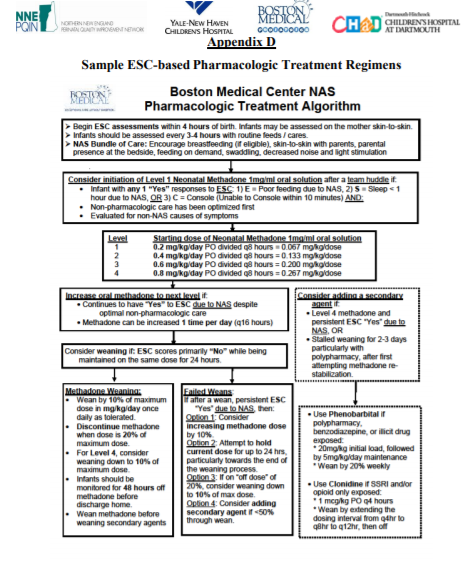 NNE
PQIN
NORTHERN NEW ENGLAND
PERINATAL QUALITY IMPROVEMENT NETWORK
YALE-NEW HAVEN
CHILDREN'S HOSPITAL
BOSTON
MEDICAL
CHaD
Dartmouth-Hitchcock
CHILDREN'S HOSPITAL
AT DARTMOUTH
Appendix D
Sample ESC-based Pharmacologic Treatment Regimens
BOSTON
MEDICAL
Boston Medical Center NAS
Pharmacologic Treatment Algorithm
➤ Begin ESC assessments within 4 hours of birth. Infants may be assessed on the mother skin-to-skin.
➤ Infants should be assessed every 3-4 hours with routine feeds / cares.
➤ NAS Bundle of Care: Encourage breastfeeding (if eligible), skin-to-skin with parents, parental
presence at the bedside, feeding on demand, swaddling, decreased noise and light stimulation
Consider initiation of Level 1 Neonatal Methadone 1mg/ml oral solution after a team huddle if:
• Infant with any 1 "Yes" responses to ESC: 1) E = Poor feeding due to NAS, 2) S = Sleep < 1
hour due to NAS, OR 3) C = Console (Unable to Console within 10 minutes) AND:
• Non-pharmacologic care has been optimized first
• Evaluated for non-NAS causes of symptoms
Level Starting dose of Neonatal Methadone 1mg/ml oral solution
1 0.2 mg/kg/day PO divided q8 hours = 0.067 mg/kg/dose
2 0.4 mg/kg/day PO divided q8 hours = 0.133 mg/kg/dose
3 0.6 mg/kg/day PO divided q8 hours = 0.200 mg/kg/dose
4 0.8 mg/kg/day PO divided q8 hours = 0.267 mg/kg/dose
Increase oral methadone to next level if:
• Continues to have "Yes" to ESC due to NAS despite
optimal non-pharmacologic care
• Methadone can be increased 1 time per day (q16 hours)
Consider weaning if: ESC scores primarily "No" while being
maintained on the same dose for 24 hours.
Consider adding a secondary
agent if:
• Level 4 methadone and
persistent ESC "Yes" due to
NAS, OR
• Stalled weaning for 2-3 days
particularly with
polypharmacy, after first
attempting methadone re-
stabilization.
Methadone Weaning:
• Wean by 10% of maximum
dose in mg/kg/day once
daily as tolerated.
• Discontinue methadone
when dose is 20% of
maximum dose.
• For Level 4, consider
weaning down to 10% of
maximum dose.
• Infants should be
monitored for 48 hours off
methadone before
discharge home.
• Wean methadone before
weaning secondary agents
Failed Weans:
If after a wean, persistent ESC
"Yes" due to NAS, then:
Option 1: Consider
increasing methadone dose
by 10%.
Option 2: Attempt to hold
current dose for up to 24 hrs,
particularly towards the end of
the weaning process.
Option 3: If on "off dose" of
20%, consider weaning down
to 10% of max dose.
Option 4: Consider adding
secondary agent if <50%
through wean.
• Use Phenobarbital if
polypharmacy,
benzodiazepine, or illicit drug
exposed:
* 20mg/kg initial load, followed
by 5mg/kg/day maintenance
* Wean by 20% weekly
• Use Clonidine if SSRI and/or
opioid only exposed:
* 1 mcg/kg PO q4 hours
* Wean by extending the
dosing interval from q4hr to
q8hr to q12hr, then off